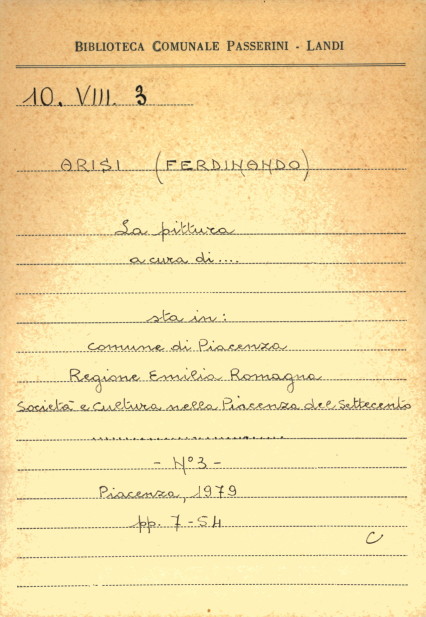 BIBLIOTECA COMUNALE PASSERINI - LANDI
10. VIII. 3
ARISI (FERDINANDO)
La pittura
a cura di....
sta in:
comune di Piacenza
Regione Emilia Romagna
Società e Cultura nella Piacenza del Settecento
- N° 3 -
Piacenza, 1979
pp. 7-54
C